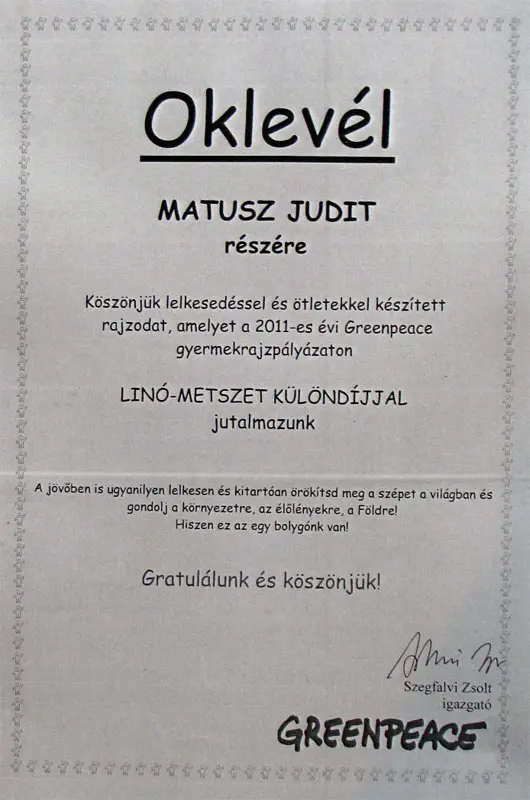 Oklevél
MATUSZ JUDIT
részére
Köszönjük lelkesedéssel és ötletekkel készített
rajzodat, amelyet a 2011-es évi Greenpeace
gyermekrajzpályázaton
LINÓ-METSZET KÜLÖNDÍJJAL
jutalmazunk
A jövőben is ugyanilyen lelkesen és kitartóan örökítsd meg a szépet a világban és
gondolj a környezetre, az élőlényekre, a Földre!
Hiszen ez az egy bolygónk van!
Gratulálunk és köszönjük!
Szegfalvi Zsolt
igazgató
GREENPEACE